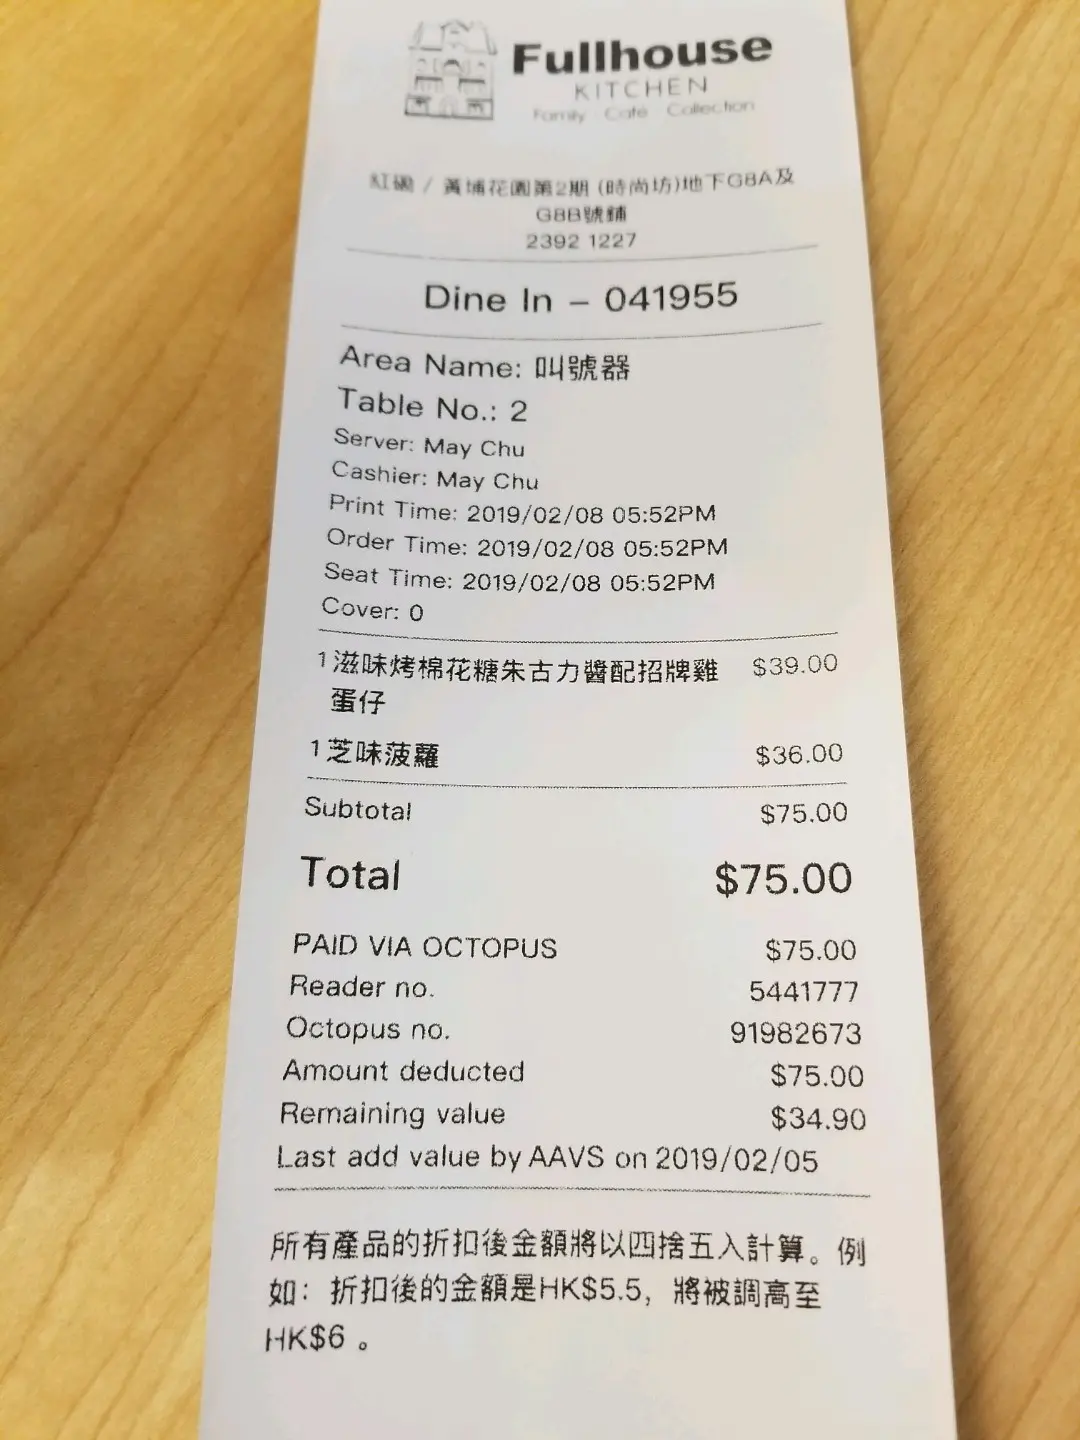 Fullhouse
KITCHEN
Family Café Collection
紅磡 / 黃埔花園第2期 (時尚坊)地下G8A及
G8B號鋪
2392 1227
Dine In - 041955
Area Name: 叫號器
Table No.: 2
Server: May Chu
Cashier: May Chu
Print Time: 2019/02/08 05:52PM
Order Time: 2019/02/08 05:52PM
Seat Time: 2019/02/08 05:52PM
Cover: 0
1 滋味烤棉花糖朱古力醬配招牌雞 $39.00
蛋仔
1 芝味菠蘿 $36.00
Subtotal $75.00
Total $75.00
PAID VIA OCTOPUS $75.00
Reader no. 5441777
Octopus no. 91982673
Amount deducted $75.00
Remaining value $34.90
Last add value by AAVS on 2019/02/05
所有產品的折扣後金額將以四捨五入計算。例
如：折扣後的金額是HK$5.5，將被調高至
HK$6 。